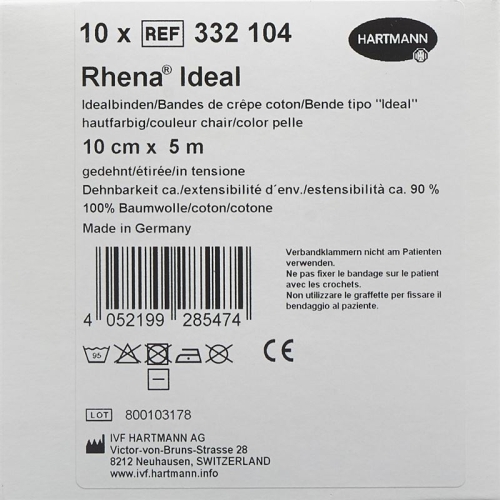 10 x REF 332 104
HARTMANN
Rhena® Ideal
Idealbinden/Bandes de crêpe coton/Bende tipo "Ideal"
hautfarbig/couleur chair/color pelle
10 cm x 5 m
gedehnt/étirée/in tensione
Dehnbarkeit ca./extensibilité d´env./estensibilità ca. 90 %
100% Baumwolle/coton/cotone
Made in Germany
Verbandklammern nicht am Patienten
verwenden.
Ne pas fixer le bandage sur le patient
avec les crochets.
Non utilizzare le graffette per fissare il
bendaggio al paziente.
4 052199 285474
95
CE
LOT 800103178
IVF HARTMANN AG
Victor-von-Bruns-Strasse 28
8212 Neuhausen, SWITZERLAND
www.ivf.hartmann.info